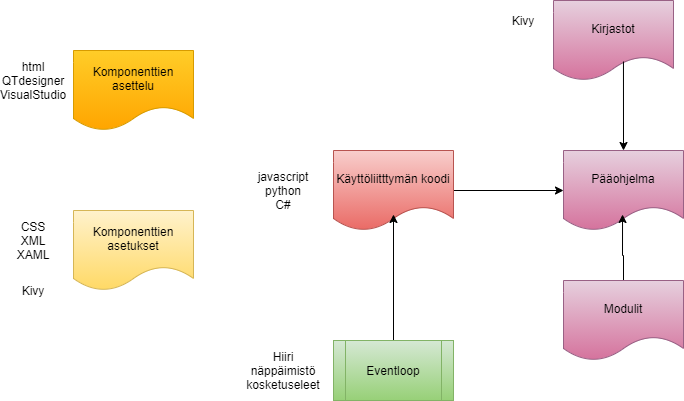 Kivy
Kirjastot
html
QTdesigner
VisualStudio
Komponenttien
asettelu
javascript
python
C#
Käyttöliitttymän koodi
Pääohjelma
CSS
XML
XAML
Kivy
Komponenttien
asetukset
Modulit
Hiiri
näppäimistö
kosketuseleet
Eventloop